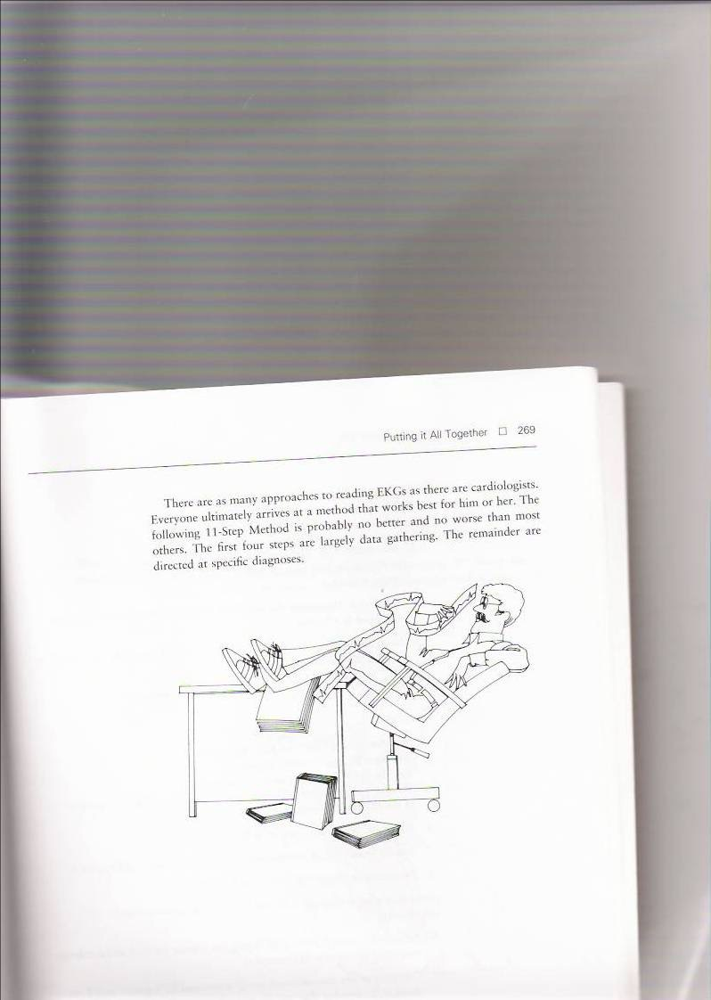 Putting it All Together □ 269
There are as many approaches to reading EKGs as there are cardiologists.
Everyone ultimately arrives at a method that works best for him or her. The
following 11-Step Method is probably no better and no worse than most
others. The first four steps are largely data gathering. The remainder are
directed at specific diagnoses.